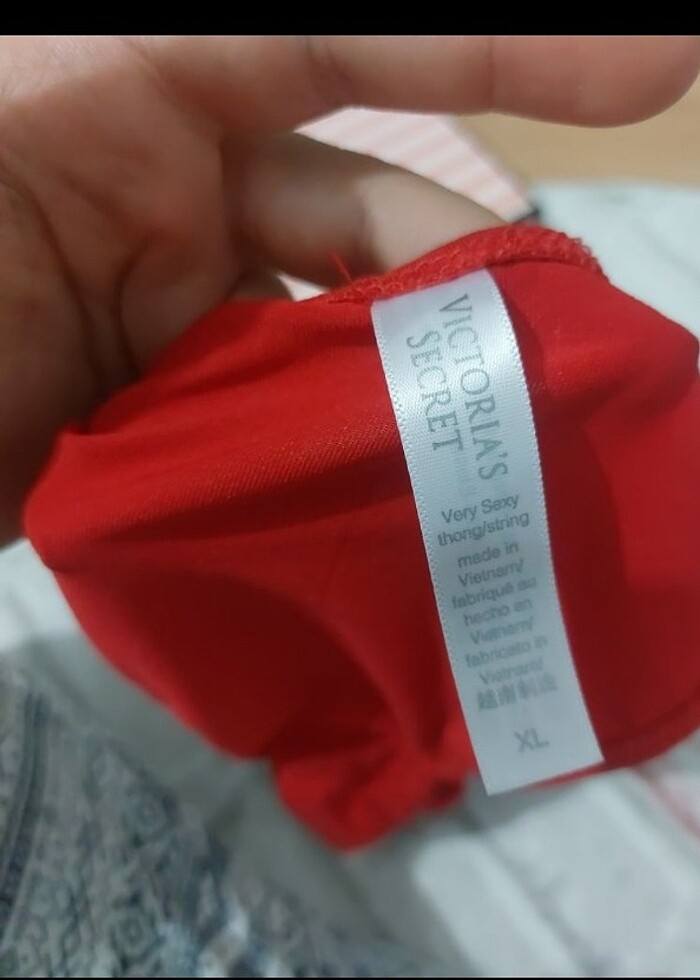 VICTORIA'S
SECRET
Very Sexy
thong/string
made in
Vietnam/
fabriqué au
hecho en
Vietnam/
fabricato in
Vietnam/
越南制造
XL